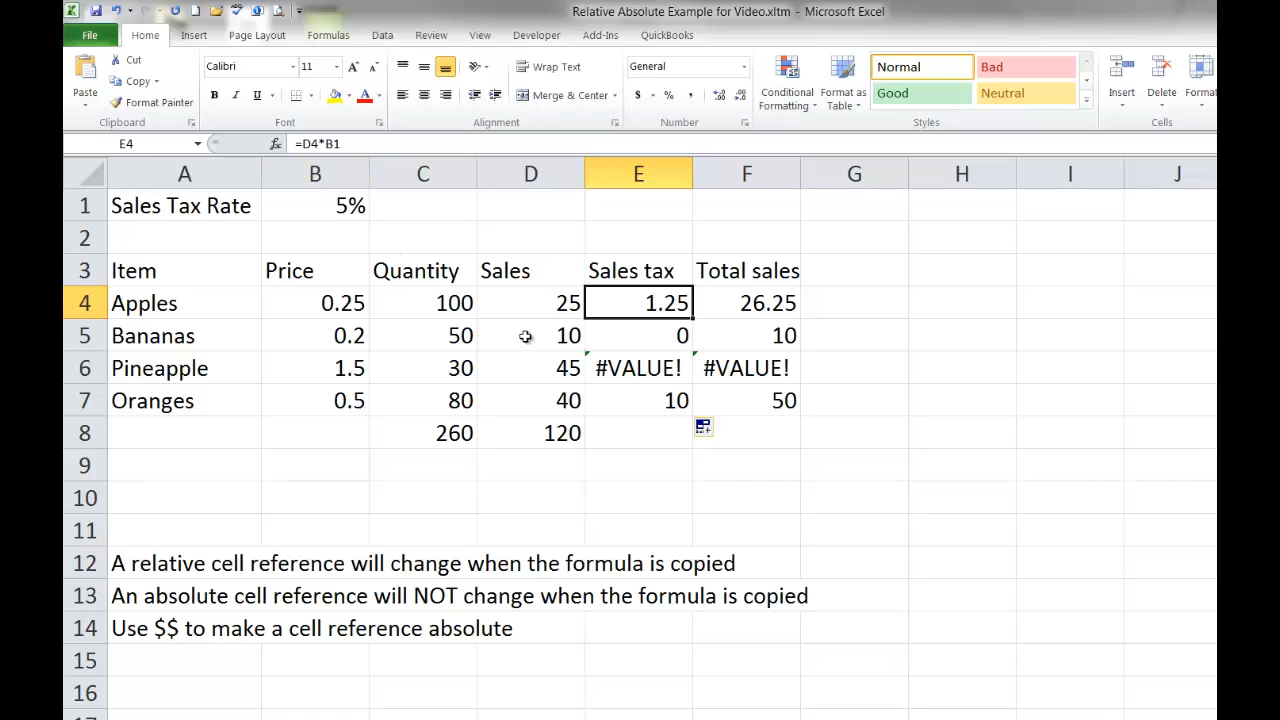 Relative Absolute Example for Video.xltm - Microsoft Excel
File Home Insert Page Layout Formulas Data Review View Developer Add-Ins QuickBooks
Paste Cut Copy Format Painter Clipboard
Calibri 11 B I U A Font
Wrap Text Merge & Center Alignment
General $ % , Number
Conditional Formatting Format as Table Normal Bad Good Neutral Styles
Insert Delete Format Cells
E4 fx =D4*B1
A B C D E F G H I J
1 Sales Tax Rate 5%
2
3 Item Price Quantity Sales Sales tax Total sales
4 Apples 0.25 100 25 1.25 26.25
5 Bananas 0.2 50 10 0 10
6 Pineapple 1.5 30 45 #VALUE! #VALUE!
7 Oranges 0.5 80 40 10 50
8 260 120
9
10
11
12 A relative cell reference will change when the formula is copied
13 An absolute cell reference will NOT change when the formula is copied
14 Use $$ to make a cell reference absolute
15
16